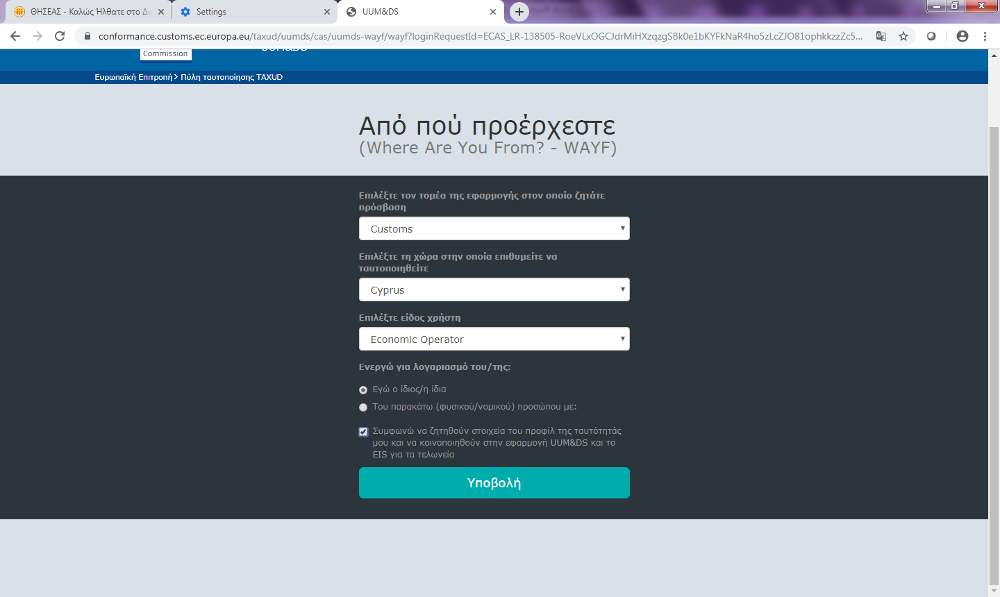 ΘΗΣΕΑΣ - Καλώς Ήλθατε στο Δι
Settings
UUM&DS
conformance.customs.ec.europa.eu/taxud/uumds/cas/uumds-wayf/wayf?loginRequestId=ECAS_LR-138505-RoeVLxOGCJdrMiHXzqzgSBk0e1bKYFkNaR4ho5zLcZJO81ophkkzzZc5...
Commission
Ευρωπαϊκή Επιτροπή > Πύλη ταυτοποίησης TAXUD
Από πού προέρχεστε
(Where Are You From? - WAYF)
Επιλέξτε τον τομέα της εφαρμογής στον οποίο ζητάτε
πρόσβαση
Customs
Επιλέξτε τη χώρα στην οποία επιθυμείτε να
ταυτοποιηθείτε
Cyprus
Επιλέξτε είδος χρήστη
Economic Operator
Ενεργώ για λογαριασμό του/της:
Εγώ ο ίδιος/η ίδια
Του παρακάτω (φυσικού/νομικού) προσώπου με:
Συμφωνώ να ζητηθούν στοιχεία του προφίλ της ταυτότητάς
μου και να κοινοποιηθούν στην εφαρμογή UUM&DS και το
EIS για τα τελωνεία
Υποβολή